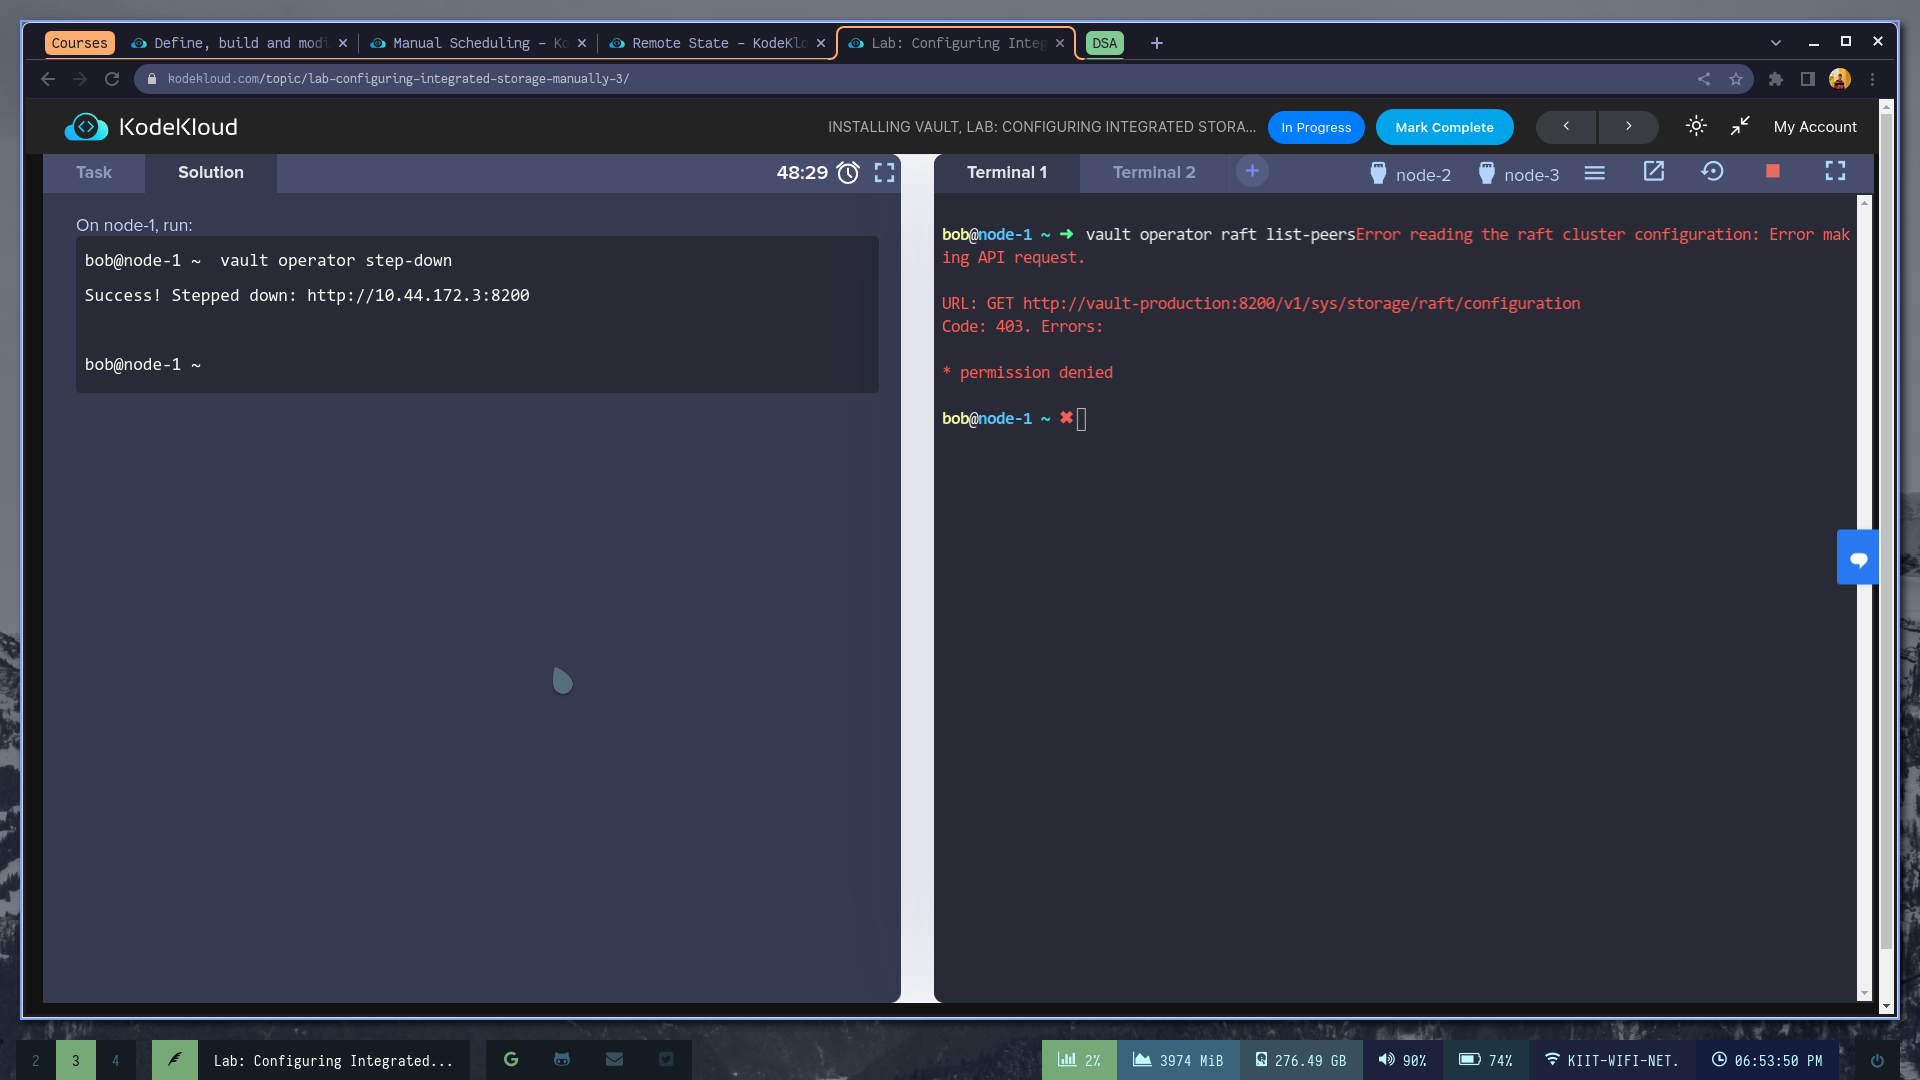 Courses
Define, build and modi
Manual Scheduling – Ko
Remote State – KodeKlo
Lab: Configuring Integ
DSA
kodekloud.com/topic/lab-configuring-integrated-storage-manually-3/
KodeKloud
INSTALLING VAULT, LAB: CONFIGURING INTEGRATED STORA...
In Progress
Mark Complete
My Account
Task
Solution
48:29
Terminal 1
Terminal 2
node-2
node-3
On node-1, run:
bob@node-1 ~  vault operator step-down
Success! Stepped down: http://10.44.172.3:8200
bob@node-1 ~
bob@node-1 ~ ➜  vault operator raft list-peersError reading the raft cluster configuration: Error mak
ing API request.
URL: GET http://vault-production:8200/v1/sys/storage/raft/configuration
Code: 403. Errors:
* permission denied
bob@node-1 ~ ✖
2
3
4
Lab: Configuring Integrated...
2%
3974 MiB
276.49 GB
90%
74%
KIIT-WIFI-NET.
06:53:50 PM